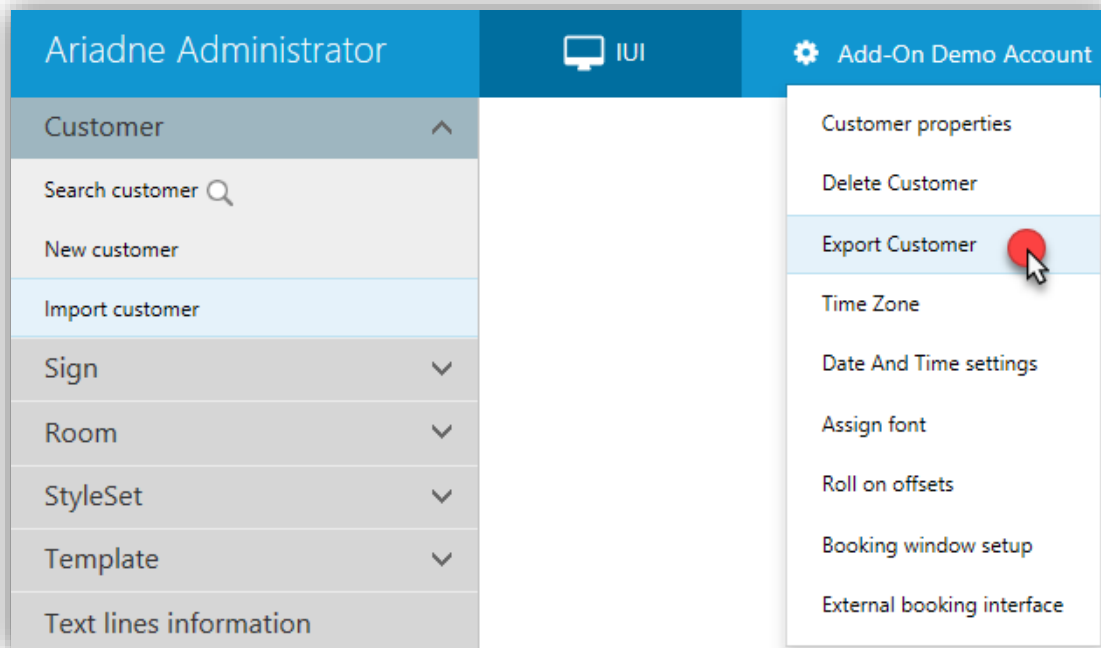 Ariadne Administrator
IUI
Add-On Demo Account
Customer
Search customer
New customer
Import customer
Sign
Room
StyleSet
Template
Text lines information
Customer properties
Delete Customer
Export Customer
Time Zone
Date And Time settings
Assign font
Roll on offsets
Booking window setup
External booking interface